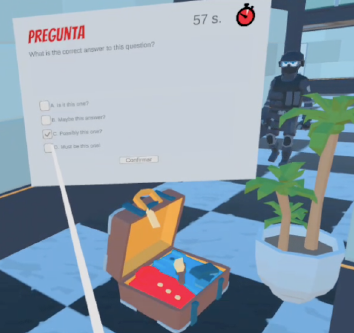 57 s.
PREGUNTA
What is the correct answer to this question?
A. Is it this one?
B. Maybe this answer?
C. Possibly this one?
D. Must be this one!
Confirmar